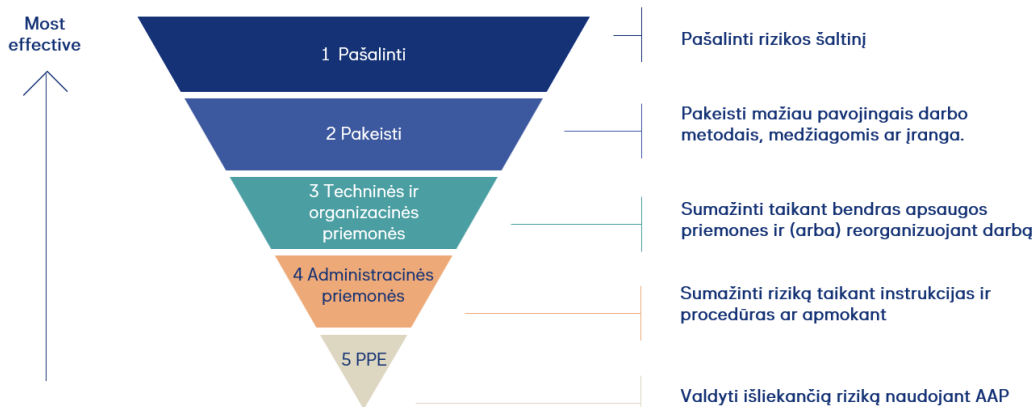 Most
effective
1 Pašalinti
Pašalinti rizikos šaltinį
2 Pakeisti
Pakeisti mažiau pavojingais darbo
metodais, medžiagomis ar įranga.
3 Techninės ir
organizacinės
priemonės
Sumažinti taikant bendras apsaugos
priemones ir (arba) reorganizuojant darbą
4 Administracinės
priemonės
Sumažinti riziką taikant instrukcijas ir
procedūras ar apmokant
5 PPE
Valdyti išliekančią riziką naudojant AAP